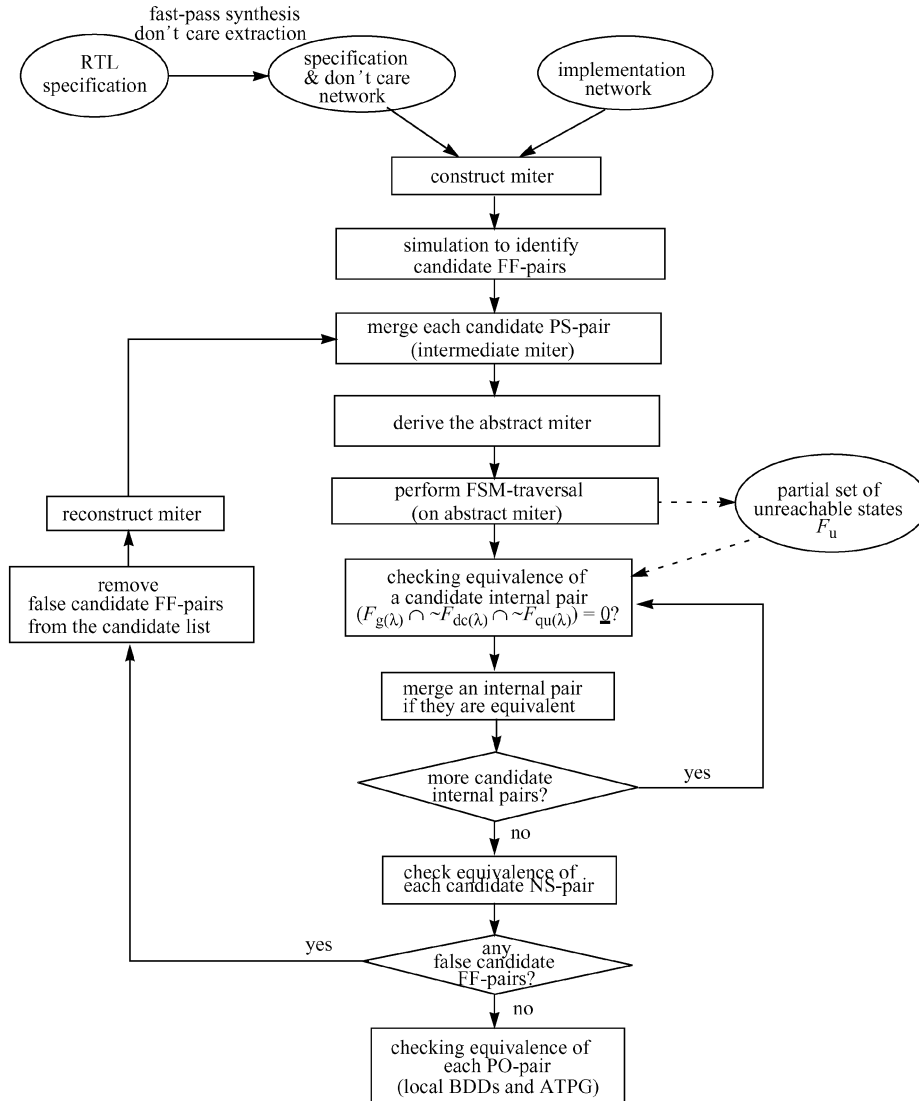 fast-pass synthesis
don't care extraction
RTL
specification
specification
& don't care
network
implementation
network
construct miter
simulation to identify
candidate FF-pairs
merge each candidate PS-pair
(intermediate miter)
derive the abstract miter
perform FSM-traversal
(on abstract miter)
partial set of
unreachable states
Fu
reconstruct miter
remove
false candidate FF-pairs
from the candidate list
checking equivalence of
a candidate internal pair
(Fg(λ) ∩ ~Fdc(λ) ∩ ~Fqu(λ)) = 0?
merge an internal pair
if they are equivalent
more candidate
internal pairs?
yes
no
check equivalence of
each candidate NS-pair
yes
any
false candidate
FF-pairs?
no
checking equivalence of
each PO-pair
(local BDDs and ATPG)